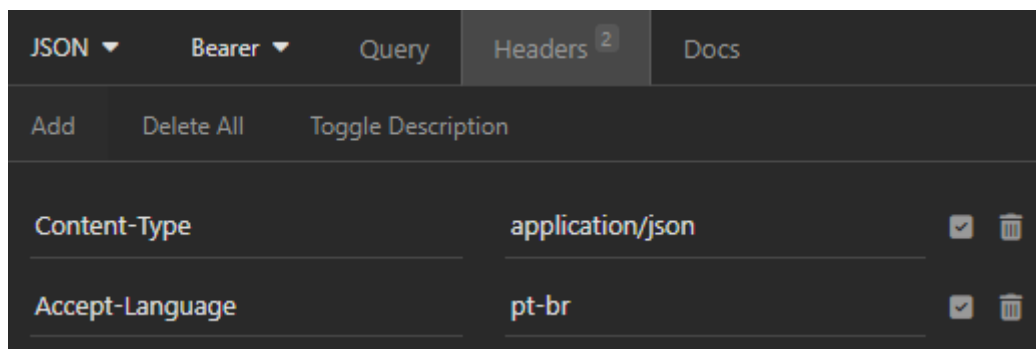 JSON Bearer Query Headers 2 Docs
Add Delete All Toggle Description
Content-Type application/json
Accept-Language pt-br